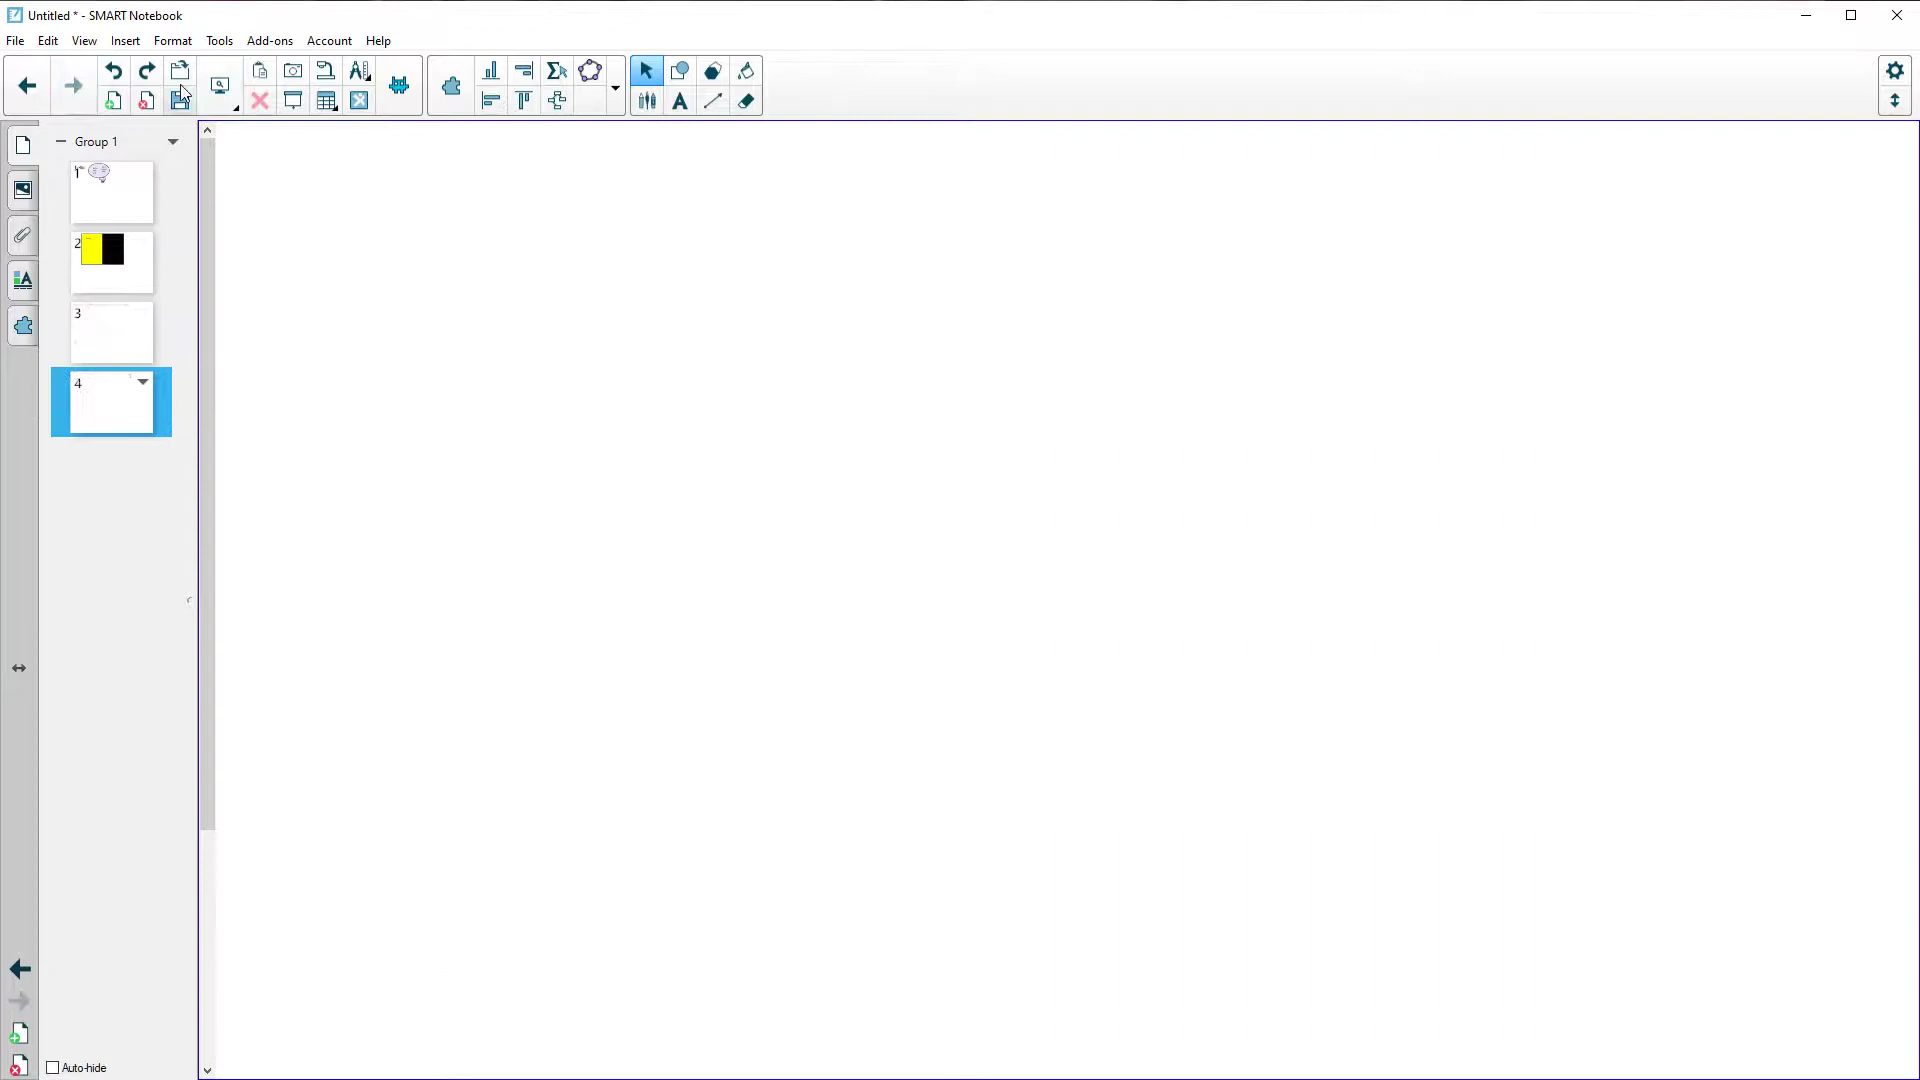 Untitled * - SMART Notebook
File Edit View Insert Format Tools Add-ons Account Help
Group 1
1
2
3
4
Auto-hide